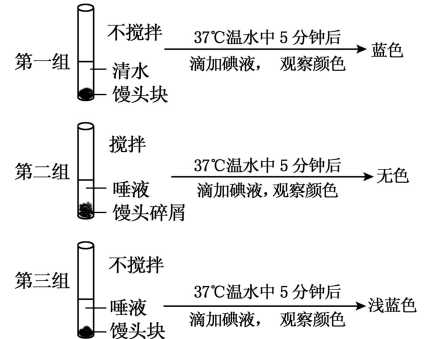 第一组
不搅拌
清水
馒头块
37℃温水中5分钟后
滴加碘液，观察颜色
蓝色
第二组
搅拌
唾液
馒头碎屑
37℃温水中5分钟后
滴加碘液，观察颜色
无色
第三组
不搅拌
唾液
馒头块
37℃温水中5分钟后
滴加碘液，观察颜色
浅蓝色